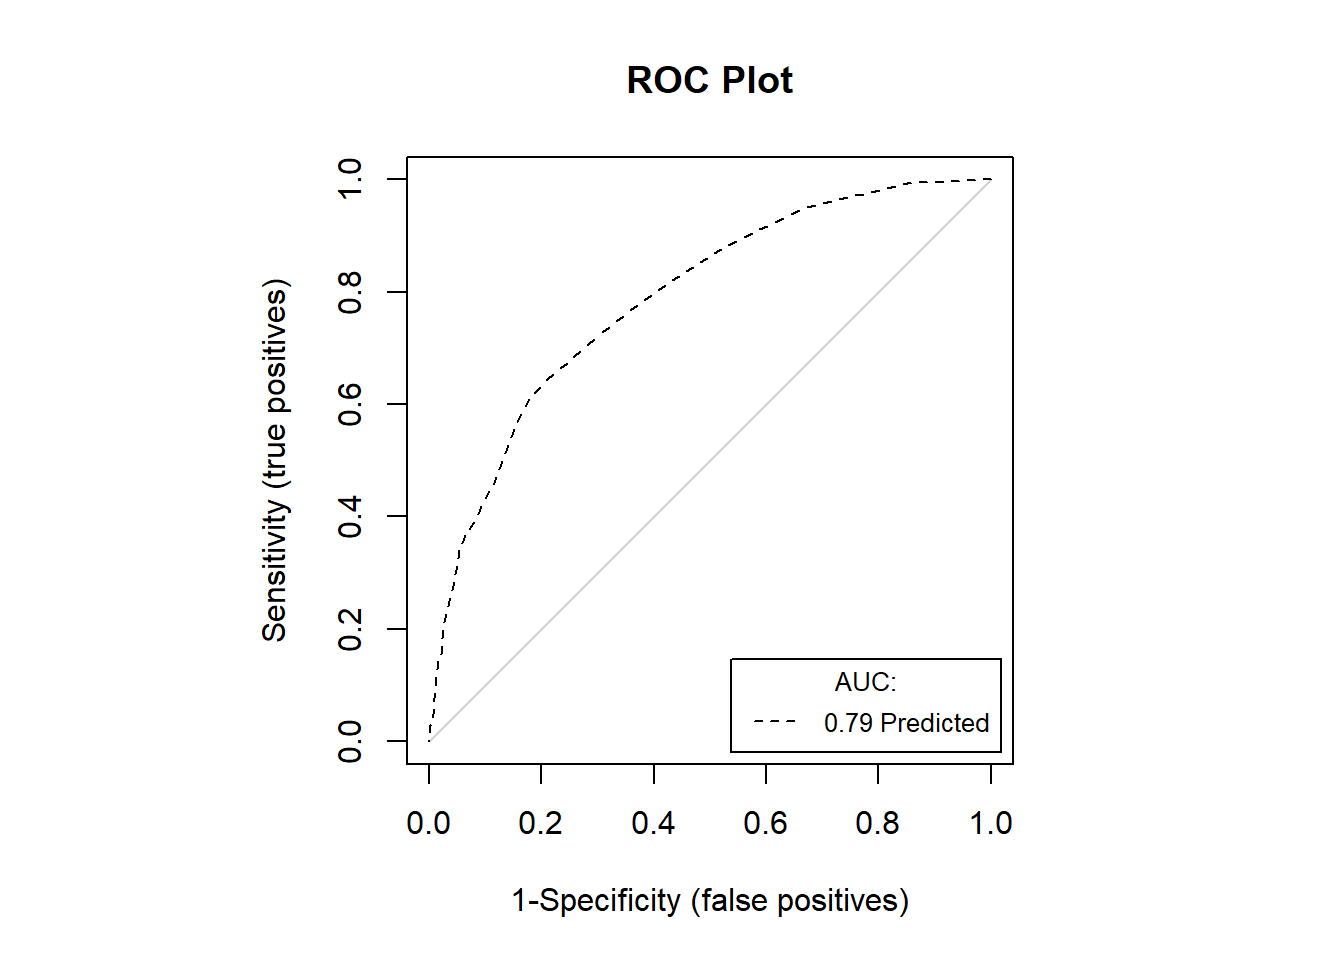 ROC Plot
Sensitivity (true positives)
1.0
0.8
0.6
0.4
0.2
0.0
AUC:
0.79 Predicted
0.0 0.2 0.4 0.6 0.8 1.0
1-Specificity (false positives)